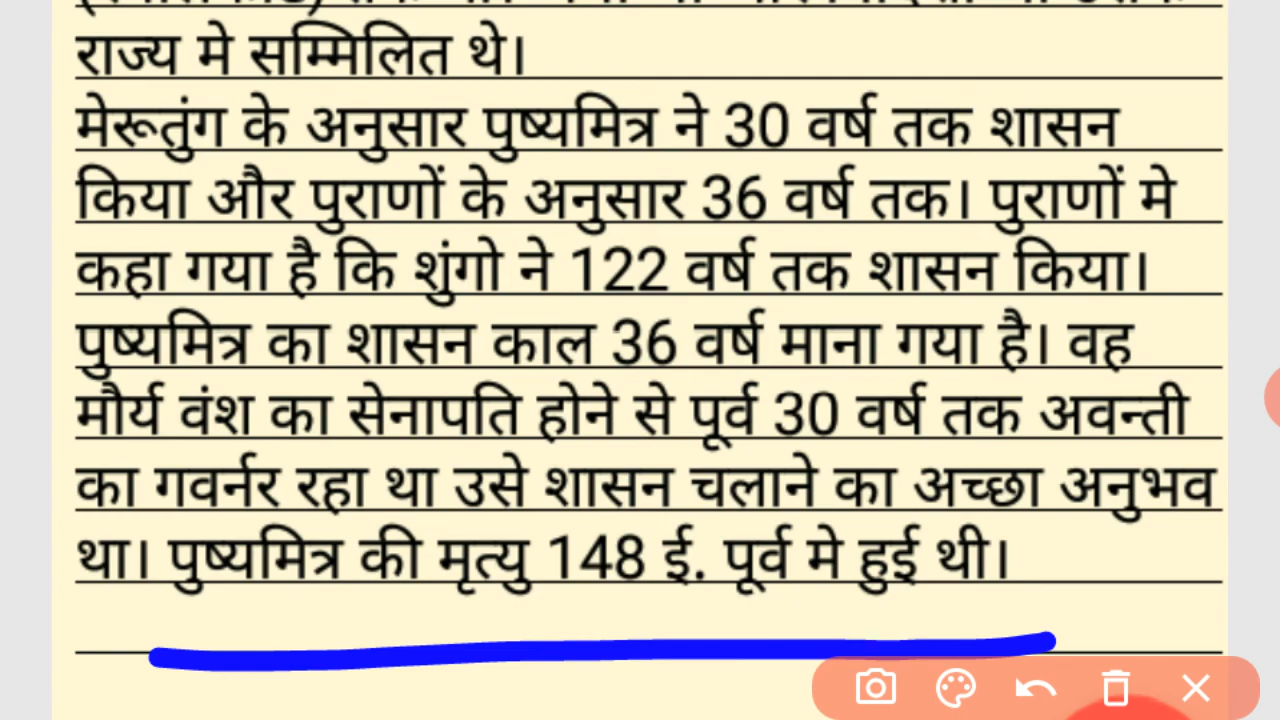 राज्य मे सम्मिलित थे।
मेरूतुंग के अनुसार पुष्यमित्र ने 30 वर्ष तक शासन
किया और पुराणों के अनुसार 36 वर्ष तक। पुराणों मे
कहा गया है कि शुंगो ने 122 वर्ष तक शासन किया।
पुष्यमित्र का शासन काल 36 वर्ष माना गया है। वह
मौर्य वंश का सेनापति होने से पूर्व 30 वर्ष तक अवन्ती
का गवर्नर रहा था उसे शासन चलाने का अच्छा अनुभव
था। पुष्यमित्र की मृत्यु 148 ई. पूर्व मे हुई थी।